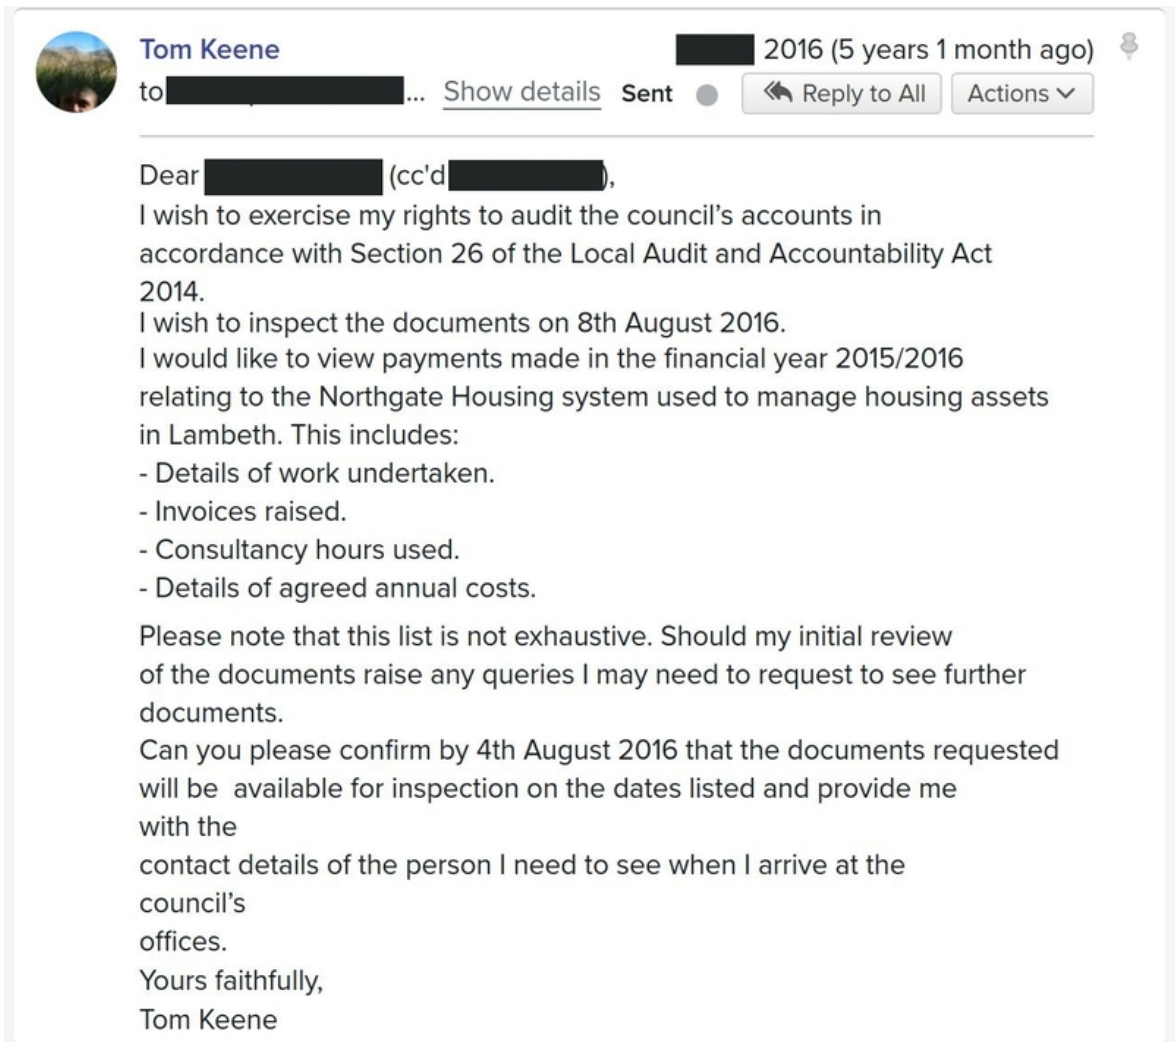 Tom Keene
2016 (5 years 1 month ago)
to ... Show details Sent Reply to All Actions
Dear (cc'd ),
I wish to exercise my rights to audit the council’s accounts in
accordance with Section 26 of the Local Audit and Accountability Act
2014.
I wish to inspect the documents on 8th August 2016.
I would like to view payments made in the financial year 2015/2016
relating to the Northgate Housing system used to manage housing assets
in Lambeth. This includes:
- Details of work undertaken.
- Invoices raised.
- Consultancy hours used.
- Details of agreed annual costs.
Please note that this list is not exhaustive. Should my initial review
of the documents raise any queries I may need to request to see further
documents.
Can you please confirm by 4th August 2016 that the documents requested
will be  available for inspection on the dates listed and provide me
with the
contact details of the person I need to see when I arrive at the
council’s
offices.
Yours faithfully,
Tom Keene